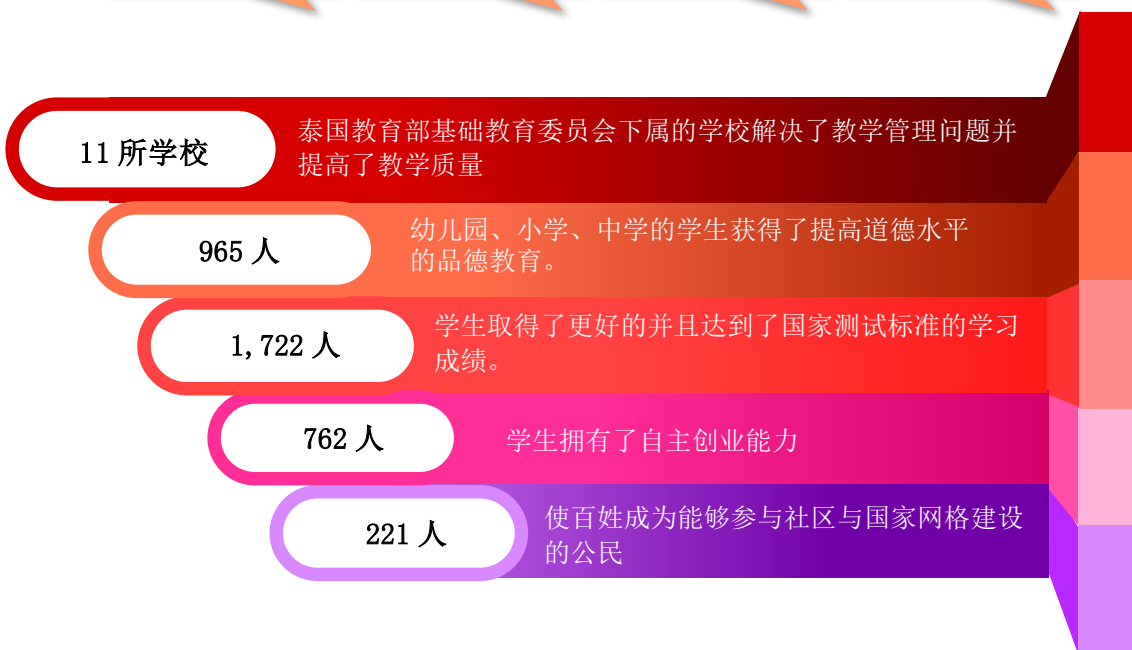 11 所学校
泰国教育部基础教育委员会下属的学校解决了教学管理问题并
提高了教学质量
965 人
幼儿园、小学、中学的学生获得了提高道德水平
的品德教育。
1,722 人
学生取得了更好的并且达到了国家测试标准的学习
成绩。
762 人
学生拥有了自主创业能力
221 人
使百姓成为能够参与社区与国家网格建设
的公民